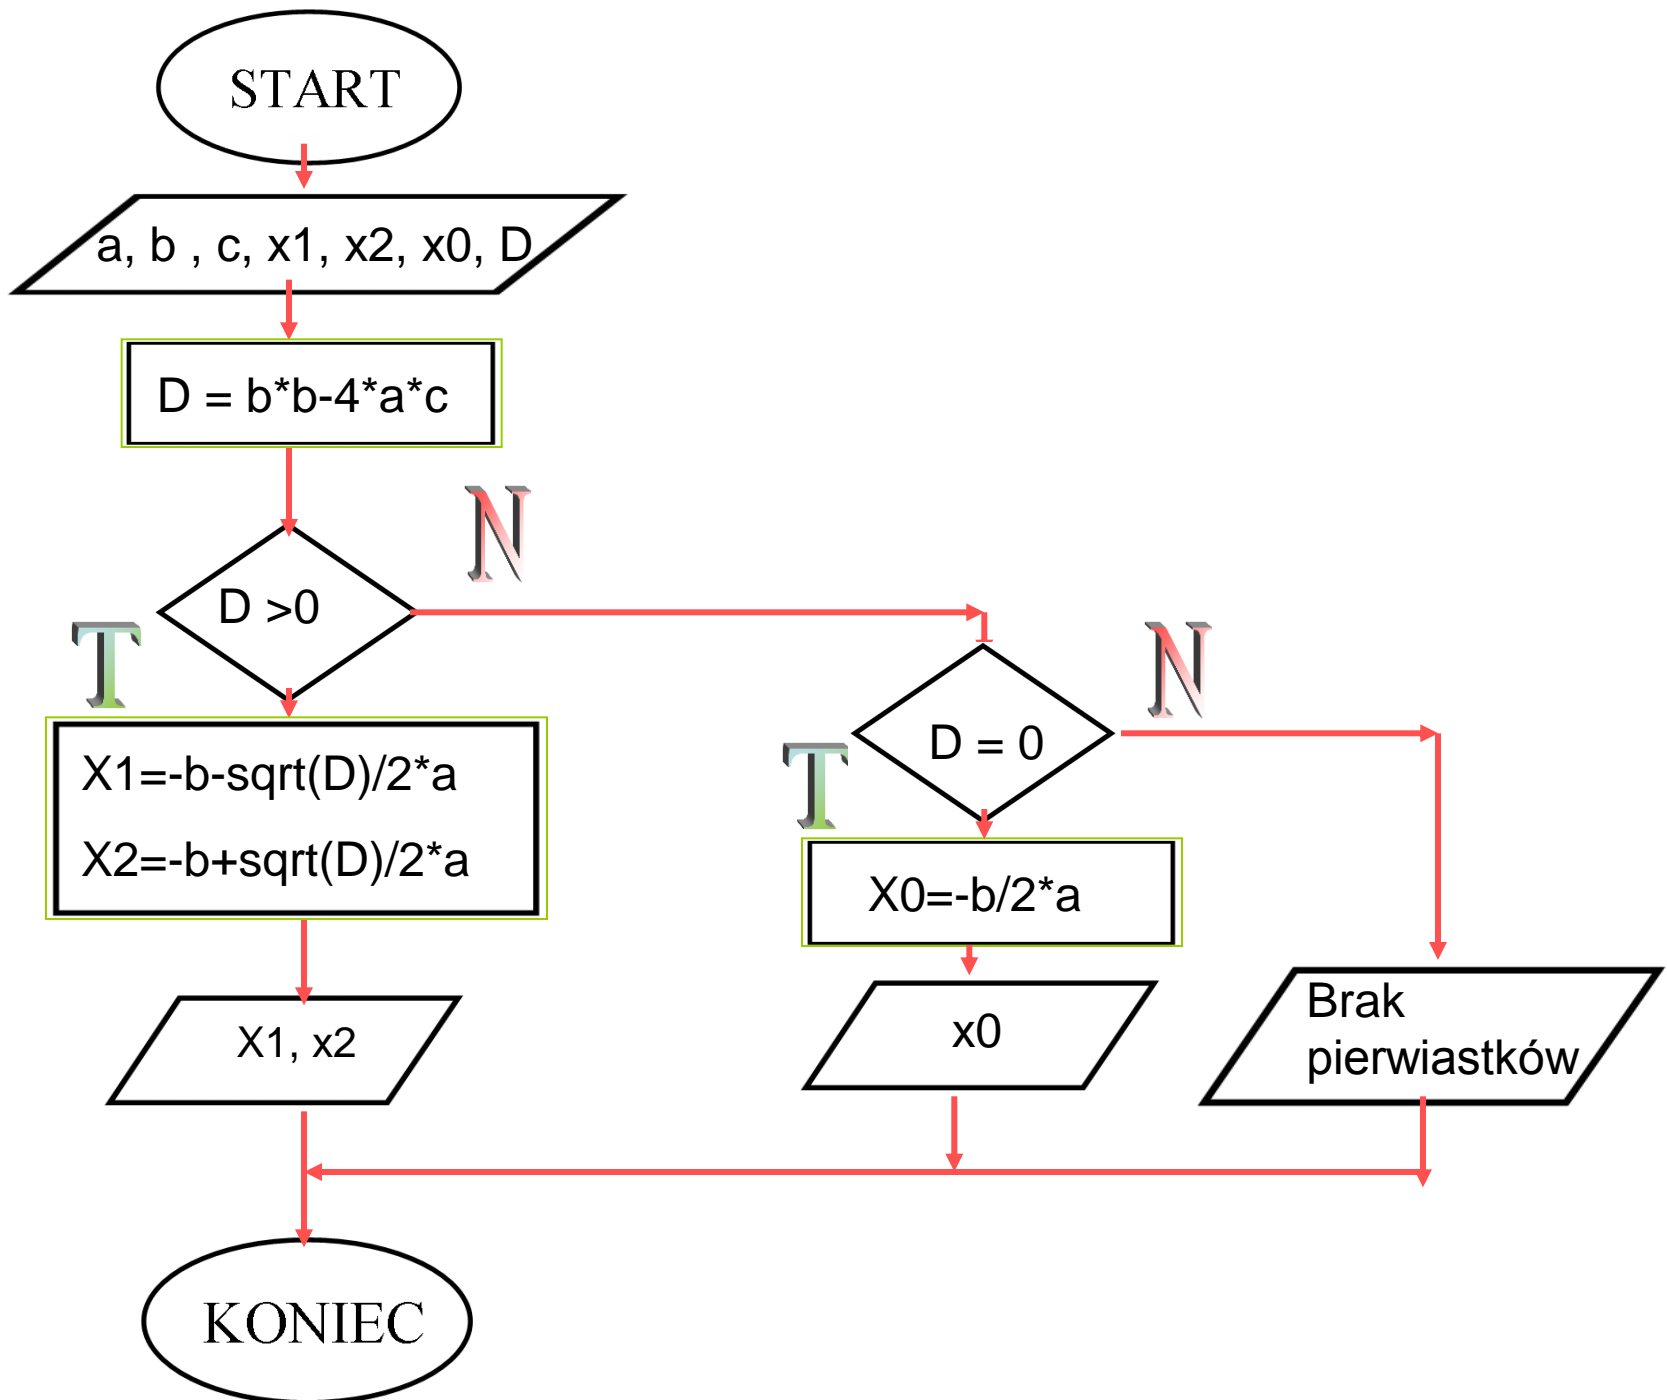 START
a, b , c, x1, x2, x0, D
D = b*b-4*a*c
N
D >0
T
N
D = 0
T
X1=-b-sqrt(D)/2*a
X2=-b+sqrt(D)/2*a
X0=-b/2*a
X1, x2
x0
Brak
pierwiastków
KONIEC